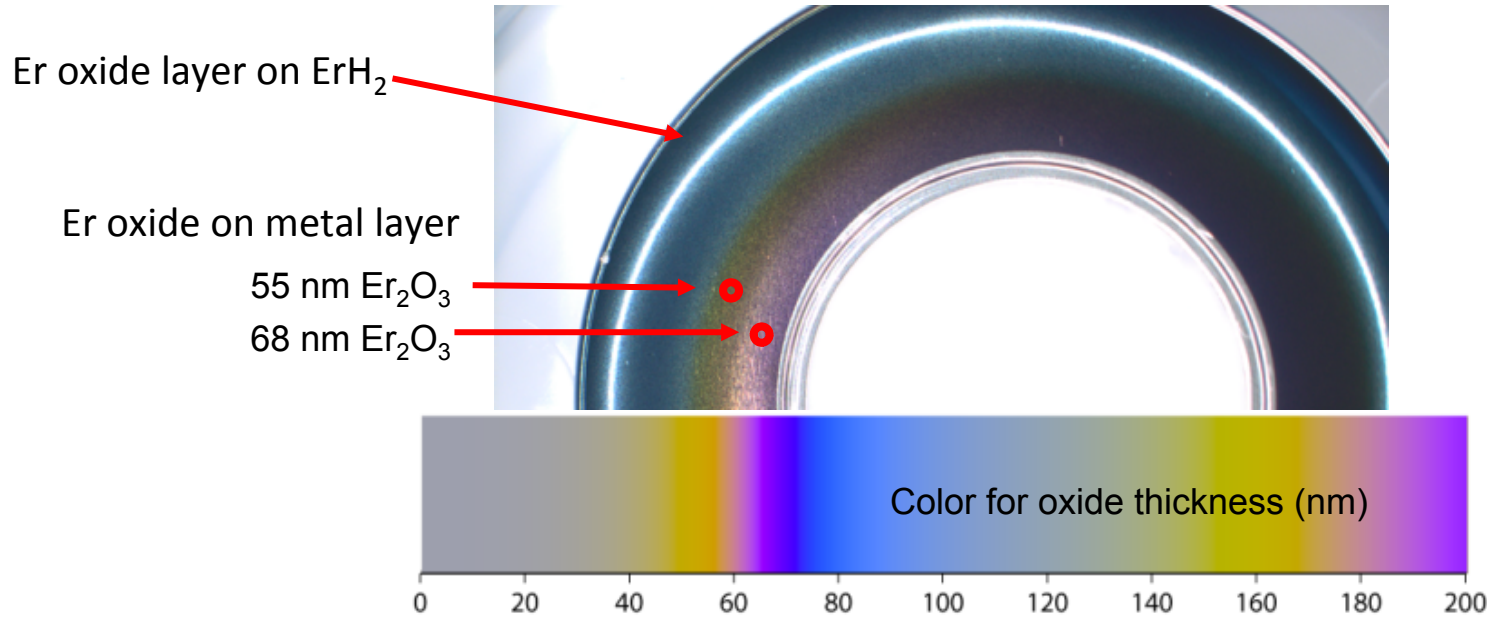 Er oxide layer on ErH₂
Er oxide on metal layer
55 nm Er₂O₃
68 nm Er₂O₃
Color for oxide thickness (nm)
0 20 40 60 80 100 120 140 160 180 200